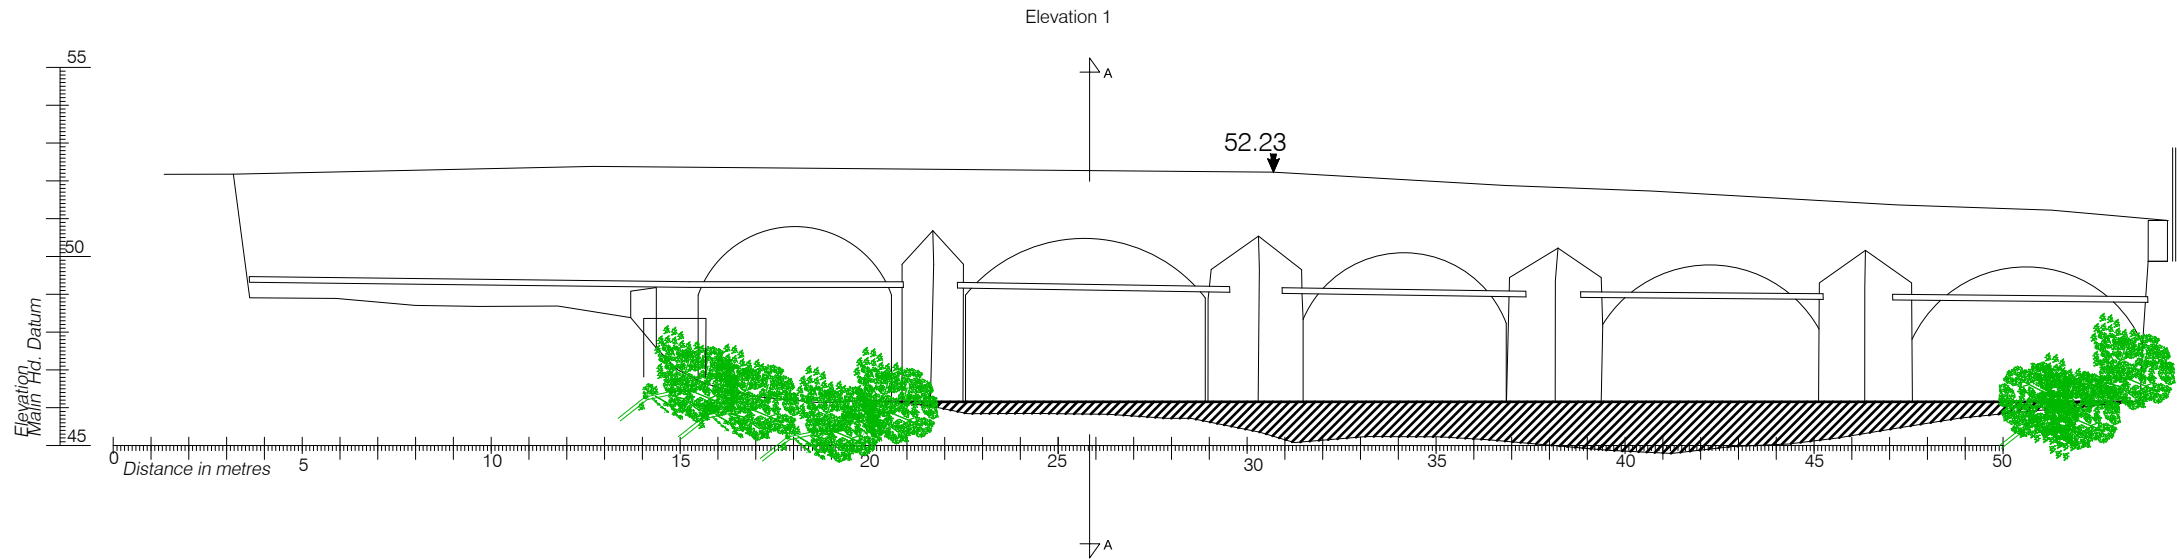 Elevation 1
55
A
52.23
50
Elevation
Malin Hd. Datum
45
0 5 10 15 20 25 30 35 40 45 50
Distance in metres
A